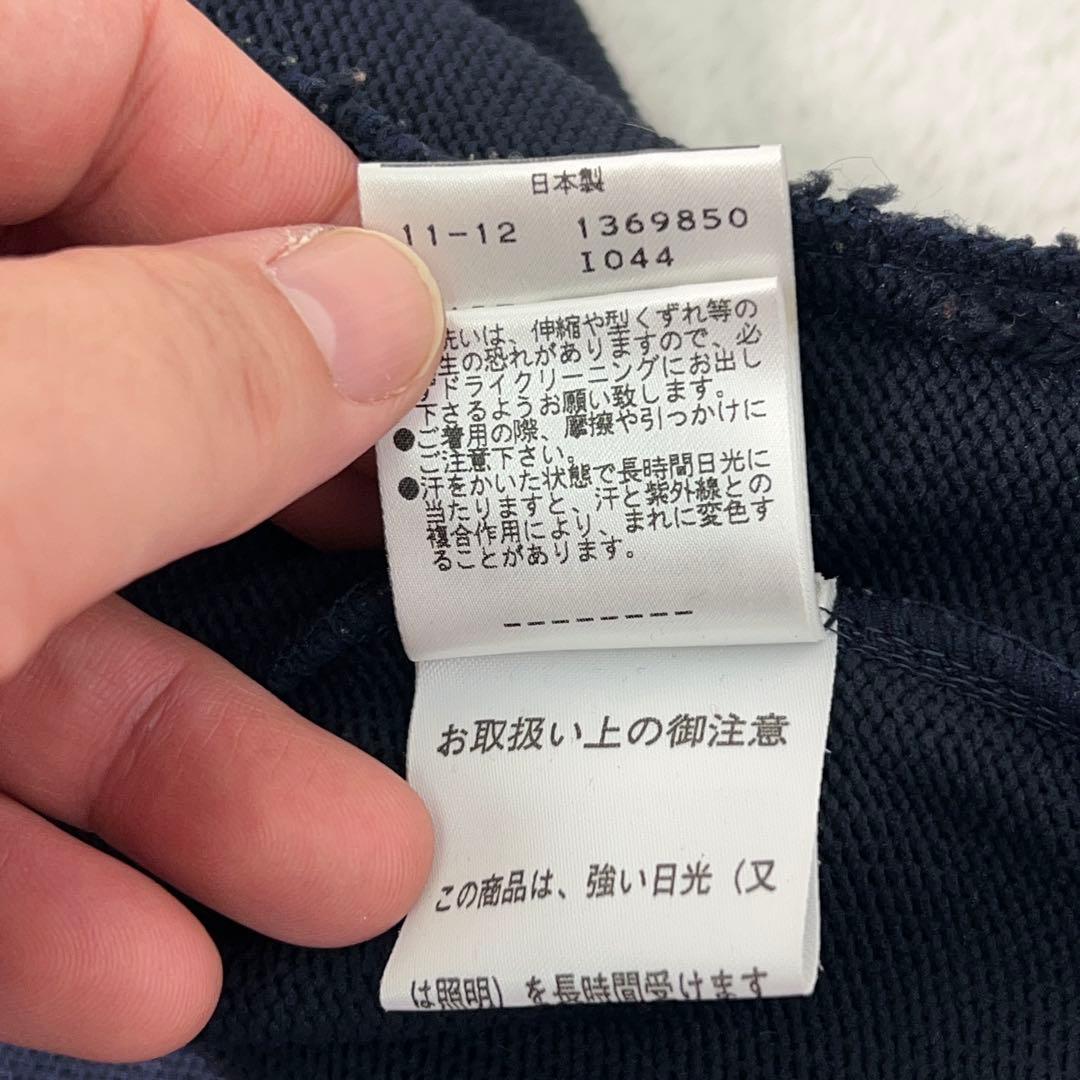 日本製
11-12 1369850
I044
洗いは、伸縮や型くずれ等の
生の恐れがありますので、必
ずドライクリーニングにお出し
下さるようお願い致します。
●ご着用の際、摩擦や引っかけに
ご注意下さい。
●汗をかいた状態で長時間日光に
当たりますと、汗と紫外線との
複合作用により、まれに変色す
ることがあります。
お取扱い上の御注意
この商品は、強い日光（又
は照明）を長時間受けます